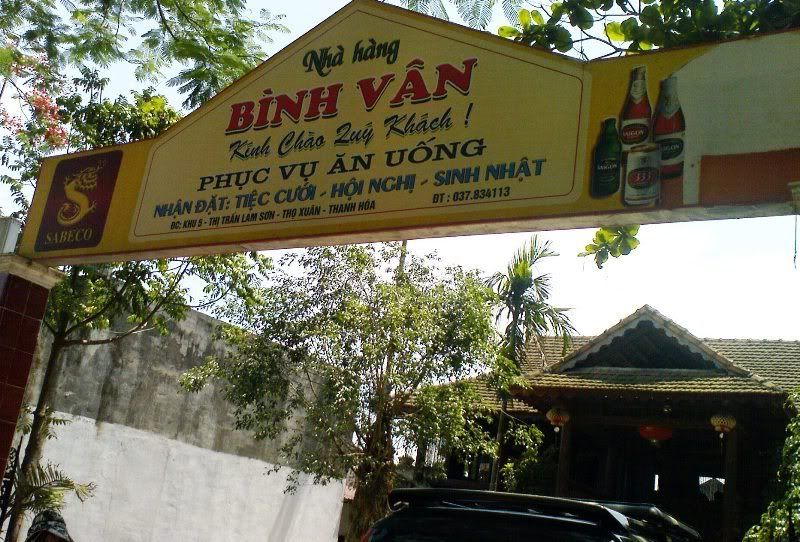 Nhà hàng
BÌNH VÂN
Kính Chào Quý Khách !
PHỤC VỤ ĂN UỐNG
NHẬN ĐẶT: TIỆC CƯỚI - HỘI NGHỊ - SINH NHẬT
ĐC: KHU 5 - THỊ TRẤN LAM SƠN - THỌ XUÂN - THANH HÓA
ĐT : 037.834113
SABECO
SAIGON
SAIGON
SAIGON
333